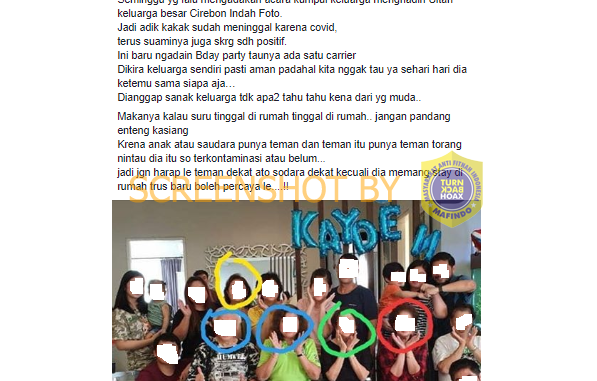 Seminggu yg lalu mengadakan acara kumpul keluarga menghadiri Ultah
keluarga besar Cirebon Indah Foto.
Jadi adik kakak sudah meninggal karena covid,
terus suaminya juga skrg sdh positif.
Ini baru ngadain Bday party taunya ada satu carrier
Dikira keluarga sendiri pasti aman padahal kita nggak tau ya sehari hari dia
ketemu sama siapa aja…
Dianggap sanak keluarga tdk apa2 tahu tahu kena dari yg muda..
Makanya kalau suru tinggal di rumah tinggal di rumah.. jangan pandang
enteng kasiang
Krena anak atau saudara punya teman dan teman itu punya teman torang
nintau dia itu so terkontaminasi atau belum...
jadi jgn harap le teman dekat ato sodara dekat kecuali dia memang stay di
rumah trus baru boleh percaya le....!!
SCREENSHOT BY
MASYARAKAT ANTI FITNAH INDONESIA
TURN
BACK
HOAX
MAFINDO
KAYDEN